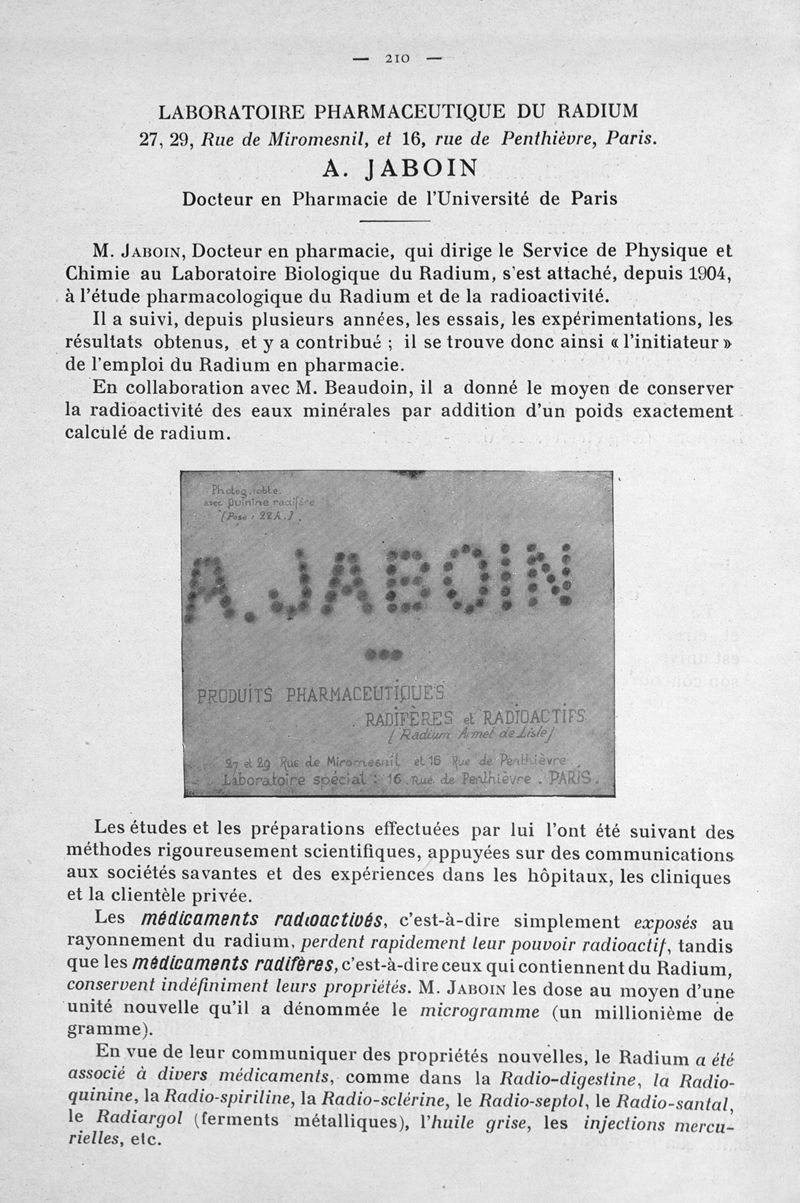 — 210 —
LABORATOIRE PHARMACEUTIQUE DU RADIUM
27, 29, Rue de Miromesnil, et 16, rue de Penthièvre, Paris.
A. JABOIN
Docteur en Pharmacie de l'Université de Paris
M. JABOIN, Docteur en pharmacie, qui dirige le Service de Physique et
Chimie au Laboratoire Biologique du Radium, s'est attaché, depuis 1904,
à l'étude pharmacologique du Radium et de la radioactivité.
Il a suivi, depuis plusieurs années, les essais, les expérimentations, les
résultats obtenus, et y a contribué ; il se trouve donc ainsi « l'initiateur »
de l'emploi du Radium en pharmacie.
En collaboration avec M. Beaudoin, il a donné le moyen de conserver
la radioactivité des eaux minérales par addition d'un poids exactement
calculé de radium.
Photog. obte.
avec quinine radifère
(Pose : 22 h.)
A. JABOIN
PRODUITS PHARMACEUTIQUES
RADIFÈRES et RADIOACTIFS
(Radium Armet de Lisle)
27 et 29 Rue de Miromesnil et 16 Rue de Penthièvre.
Laboratoire spécial : 16. Rue de Penthièvre. PARIS.
Les études et les préparations effectuées par lui l'ont été suivant des
méthodes rigoureusement scientifiques, appuyées sur des communications
aux sociétés savantes et des expériences dans les hôpitaux, les cliniques
et la clientèle privée.
Les médicaments radioactivés, c'est-à-dire simplement exposés au
rayonnement du radium, perdent rapidement leur pouvoir radioactif, tandis
que les médicaments radifères, c'est-à-dire ceux qui contiennent du Radium,
conservent indéfiniment leurs propriétés. M. JABOIN les dose au moyen d'une
unité nouvelle qu'il a dénommée le microgramme (un millionième de
gramme).
En vue de leur communiquer des propriétés nouvelles, le Radium a été
associé à divers médicaments, comme dans la Radio-digestine, la Radio-
quinine, la Radio-spiriline, la Radio-sclérine, le Radio-septol, le Radio-santal,
le Radiargol (ferments métalliques), l'huile grise, les injections mercu-
rielles, etc.